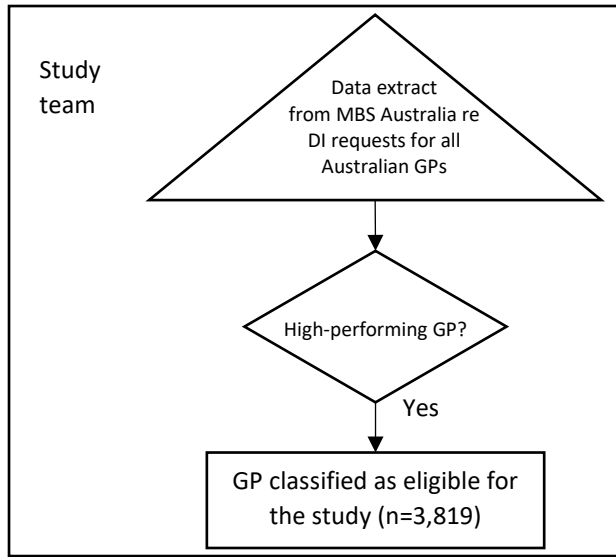 Study
team
Data extract
from MBS Australia re
DI requests for all
Australian GPs
High-performing GP?
Yes
GP classified as eligible for
the study (n=3,819)